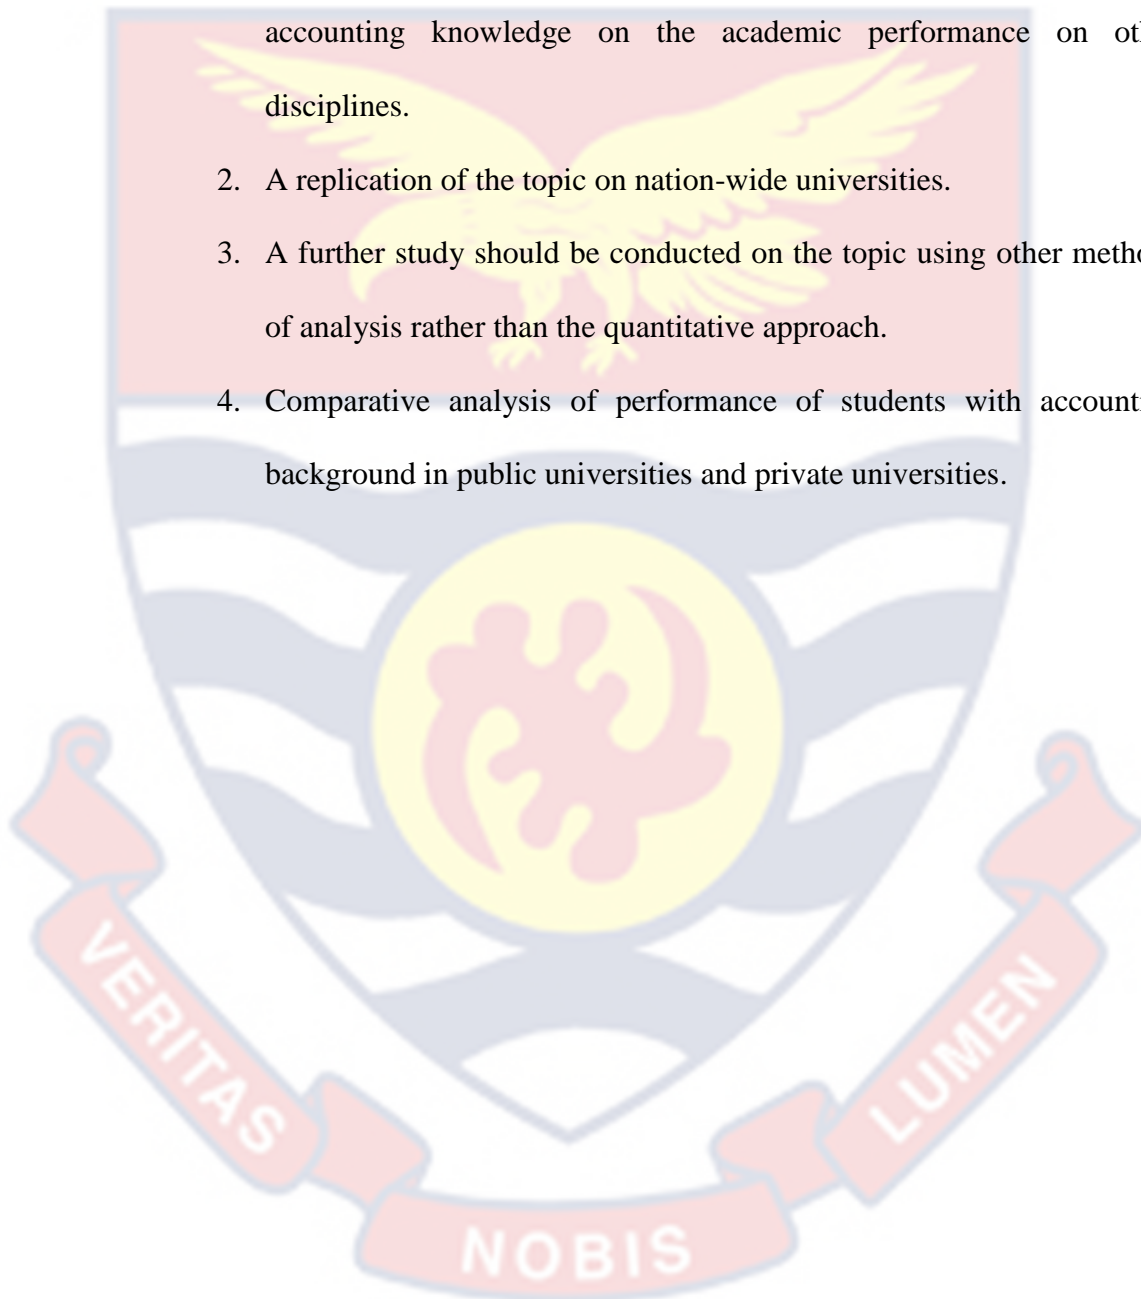 accounting knowledge on the academic performance on
disciplines.
2. A replication of the topic on nation-wide universities.
3. A further study should be conducted on the topic using other
of analysis rather than the quantitative approach.
4. Comparative analysis of performance of students with
background in public universities and private universities.
VERITAS
NOBIS
LUMEN